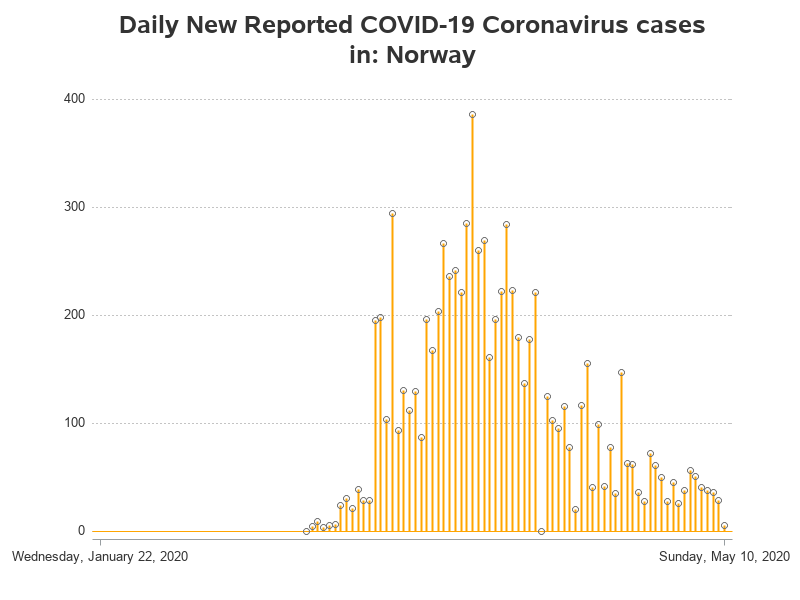 Daily New Reported COVID-19 Coronavirus cases
in: Norway
400
300
200
100
0
Wednesday, January 22, 2020
Sunday, May 10, 2020